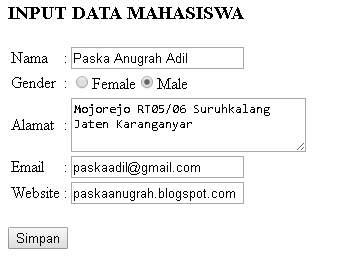 INPUT DATA MAHASISWA
Nama : Paska Anugrah Adil
Gender : Female Male
Alamat : Mojorejo RT05/06 Suruhkalang
Jaten Karanganyar
Email : paskaadil@gmail.com
Website : paskaanugrah.blogspot.com
Simpan